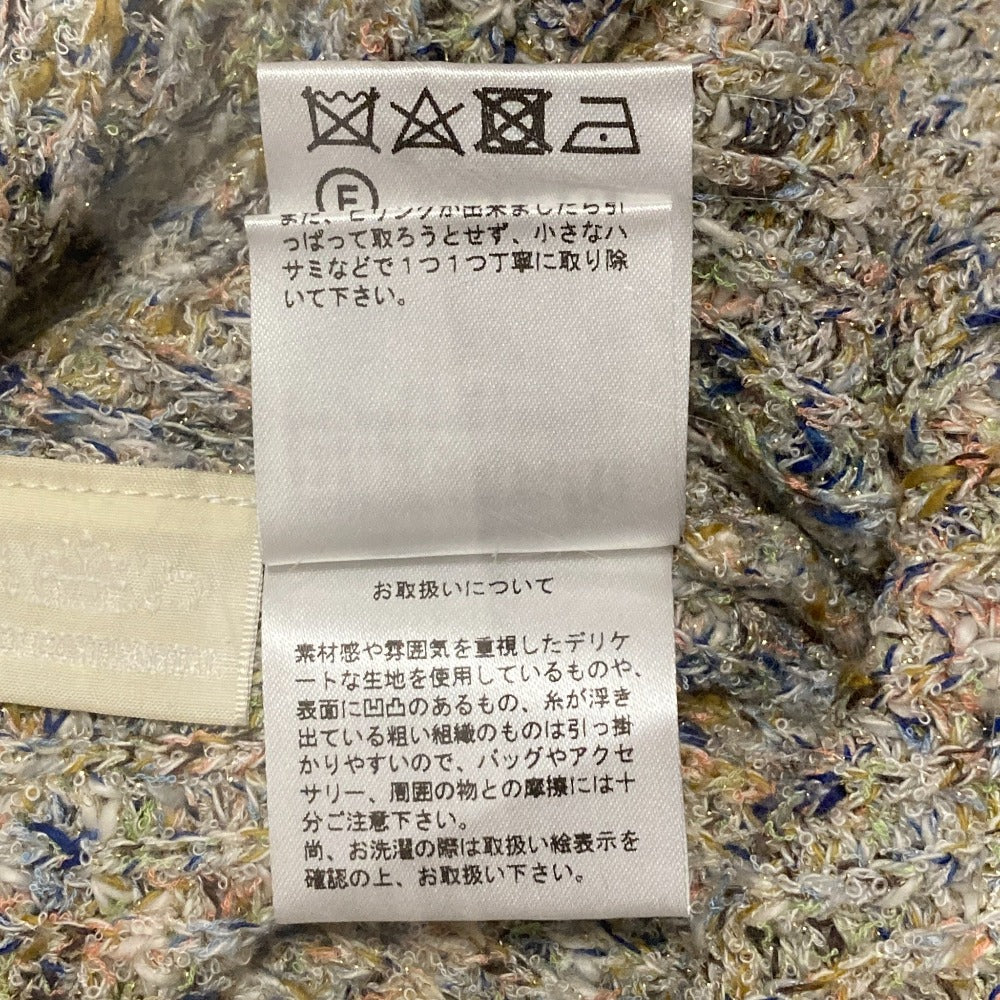 F
また、ピリングが出来ましたら引
っぱって取ろうとせず、小さなハ
サミなどで1つ1つ丁寧に取り除
いて下さい。
お取扱いについて
素材感や雰囲気を重視したデリケ
ートな生地を使用しているものや、
表面に凹凸のあるもの、糸が浮き
出ている粗い組織のものは引っ掛
かりやすいので、バッグやアクセ
サリー、周囲の物との摩擦には十
分ご注意下さい。
尚、お洗濯の際は取扱い絵表示を
確認の上、お取扱い下さい。